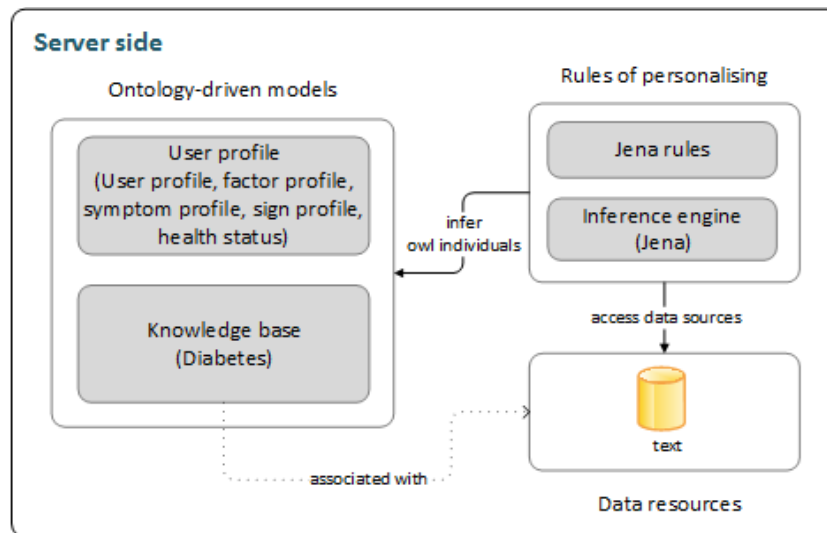 Server side
Ontology-driven models
User profile
(User profile, factor profile,
symptom profile, sign profile,
health status)
Knowledge base
(Diabetes)
Rules of personalising
Jena rules
Inference engine
(Jena)
infer
owl individuals
access data sources
text
associated with
Data resources